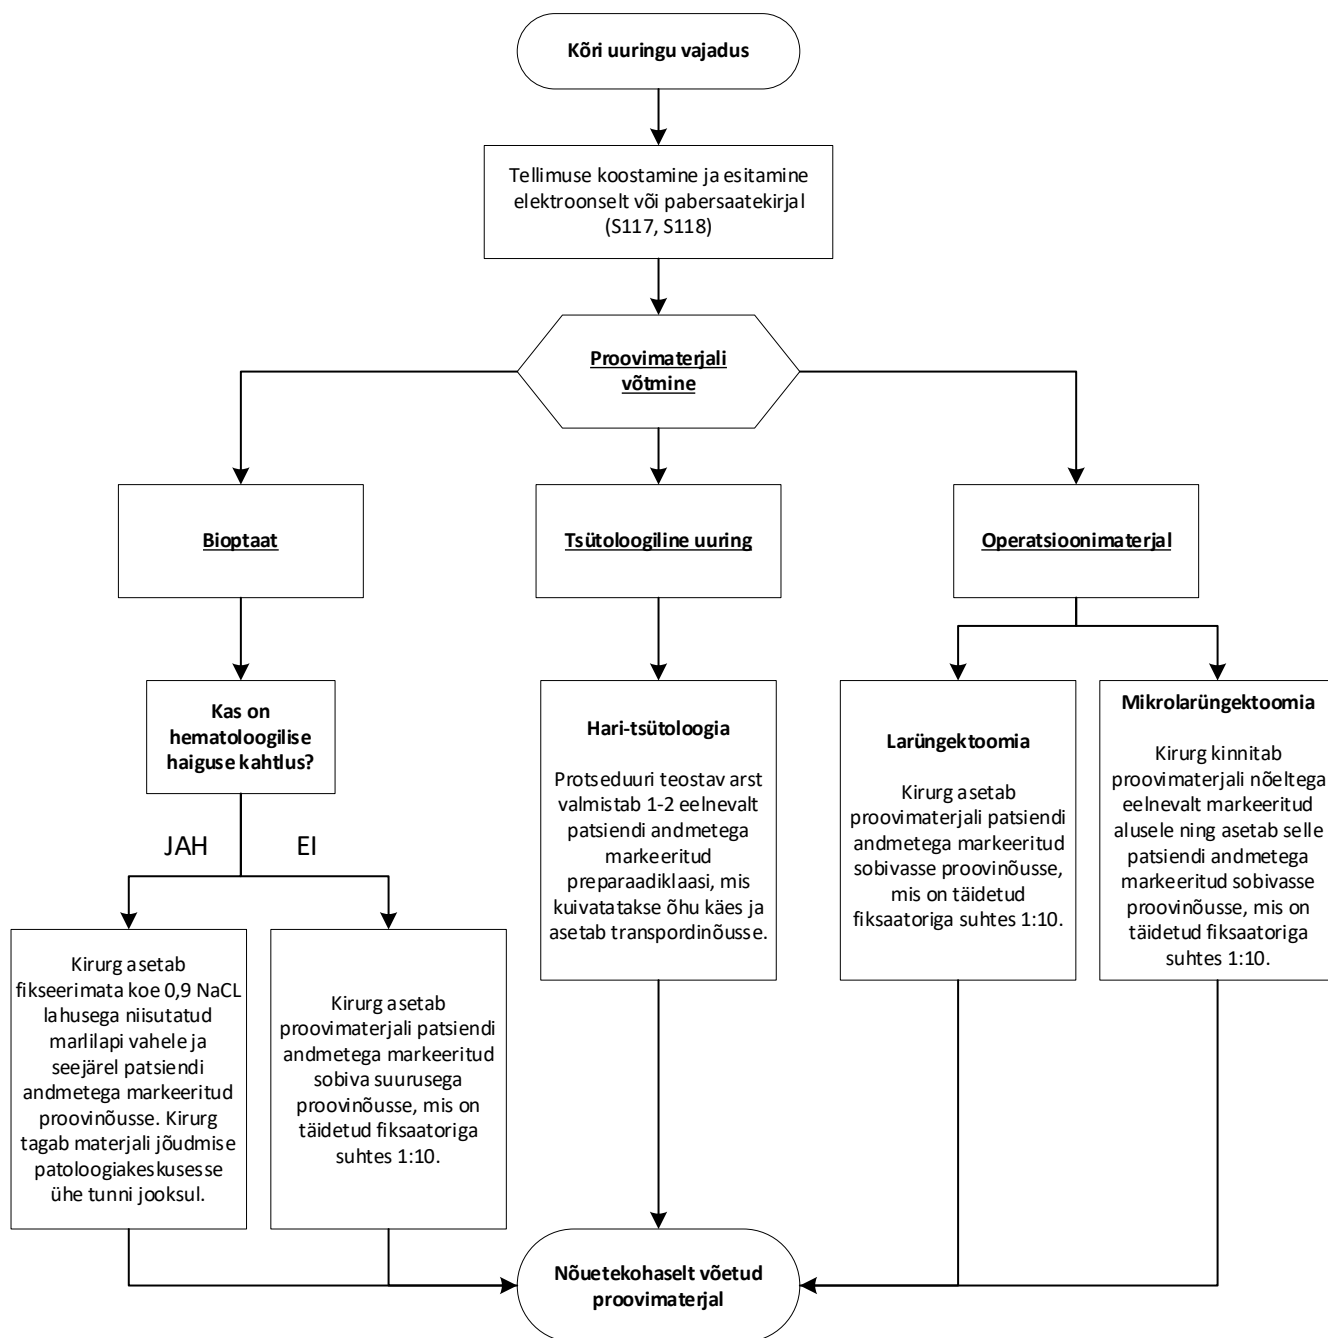 Kõri uuringu vajadus
Tellimuse koostamine ja esitamine
elektroonselt või pabersaatekirjal
(S117, S118)
Proovimaterjali
võtmine
Bioptaat
Tsütoloogiline uuring
Operatsioonimaterjal
Kas on
hematoloogilise
haiguse kahtlus?
JAH
EI
Kirurg asetab
fikseerimata koe 0,9 NaCL
lahusega niisutatud
marlilapi vahele ja
seejärel patsiendi
andmetega markeeritud
proovinõusse. Kirurg
tagab materjali jõudmise
patoloogiakeskusesse
ühe tunni jooksul.
Kirurg asetab
proovimaterjali patsiendi
andmetega markeeritud
sobiva suurusega
proovinõusse, mis on
täidetud fiksaatoriga
suhtes 1:10.
Hari-tsütoloogia
Protseduuri teostav arst
valmistab 1-2 eelnevalt
patsiendi andmetega
markeeritud
preparaadiklaasi, mis
kuivatatakse õhu käes ja
asetab transpordinõusse.
Larüngektoomia
Kirurg asetab
proovimaterjali patsiendi
andmetega markeeritud
sobivasse proovinõusse,
mis on täidetud
fiksaatoriga suhtes 1:10.
Mikrolarüngektoomia
Kirurg kinnitab
proovimaterjali nõeltega
eelnevalt markeeritud
alusele ning asetab selle
patsiendi andmetega
markeeritud sobivasse
proovinõusse, mis on
täidetud fiksaatoriga
suhtes 1:10.
Nõuetekohaselt võetud
proovimaterjal